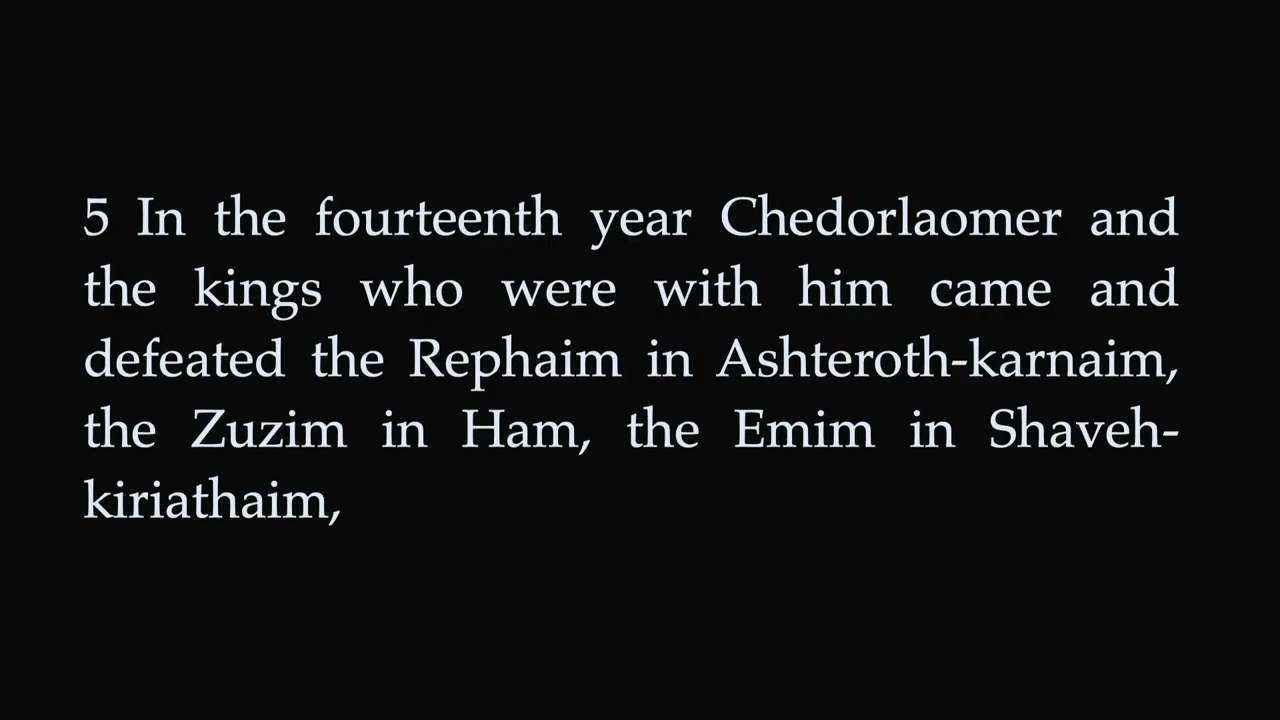 5 In the fourteenth year Chedorlaomer and
the kings who were with him came and
defeated the Rephaim in Ashteroth-karnaim,
the Zuzim in Ham, the Emim in Shaveh-
kiriathaim,